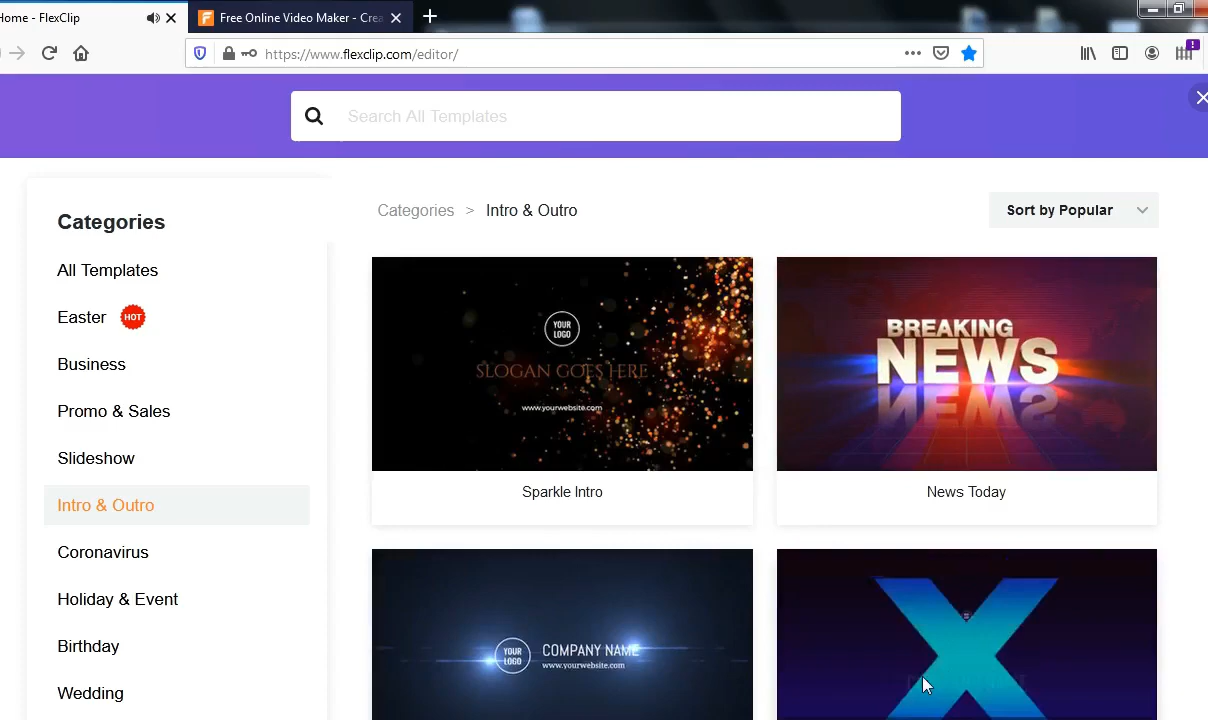 Home - FlexClip
Free Online Video Maker - Crea
https://www.flexclip.com/editor/
Search All Templates
Categories
All Templates
Easter HOT
Business
Promo & Sales
Slideshow
Intro & Outro
Coronavirus
Holiday & Event
Birthday
Wedding
Categories > Intro & Outro
Sort by Popular
YOUR
LOGO
SLOGAN GOES HERE
www.yourwebsite.com
Sparkle Intro
BREAKING
NEWS
News Today
YOUR
LOGO
COMPANY NAME
www.yourwebsite.com
X